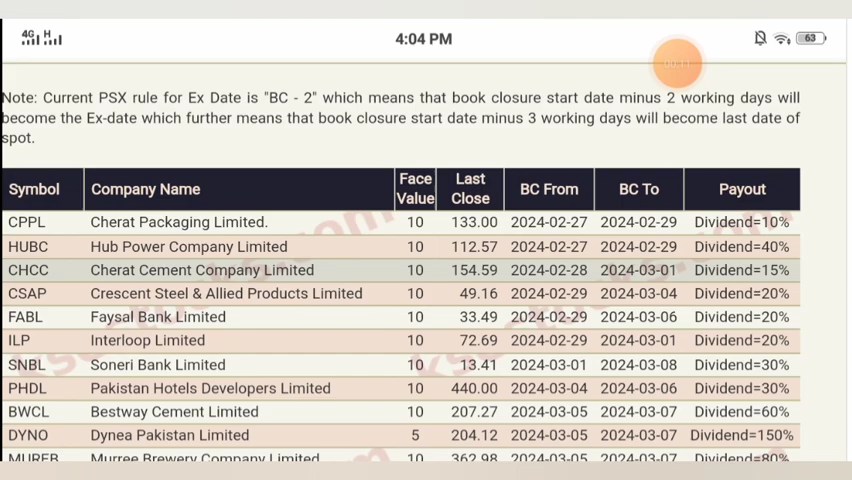 4G H 4:04 PM 63
00:11
Note: Current PSX rule for Ex Date is "BC - 2" which means that book closure start date minus 2 working days will
become the Ex-date which further means that book closure start date minus 3 working days will become last date of
spot.
Symbol Company Name Face Value Last Close BC From BC To Payout
CPPL Cherat Packaging Limited. 10 133.00 2024-02-27 2024-02-29 Dividend=10%
HUBC Hub Power Company Limited 10 112.57 2024-02-27 2024-02-29 Dividend=40%
CHCC Cherat Cement Company Limited 10 154.59 2024-02-28 2024-03-01 Dividend=15%
CSAP Crescent Steel & Allied Products Limited 10 49.16 2024-02-29 2024-03-04 Dividend=20%
FABL Faysal Bank Limited 10 33.49 2024-02-29 2024-03-06 Dividend=20%
ILP Interloop Limited 10 72.69 2024-02-29 2024-03-01 Dividend=20%
SNBL Soneri Bank Limited 10 13.41 2024-03-01 2024-03-08 Dividend=30%
PHDL Pakistan Hotels Developers Limited 10 440.00 2024-03-04 2024-03-06 Dividend=30%
BWCL Bestway Cement Limited 10 207.27 2024-03-05 2024-03-07 Dividend=60%
DYNO Dynea Pakistan Limited 5 204.12 2024-03-05 2024-03-07 Dividend=150%
MUREB Murree Brewery Company Limited 10 362.98 2024-03-05 2024-03-07 Dividend=80%